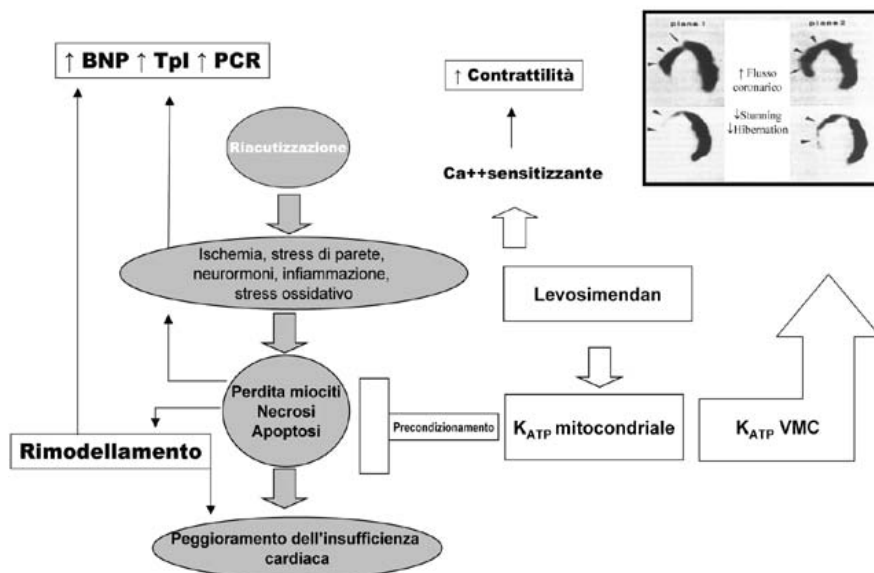 ↑ BNP ↑ TpI ↑ PCR
Riacutizzazione
Ischemia, stress di parete,
neurormoni, infiammazione,
stress ossidativo
Perdita miociti
Necrosi
Apoptosi
Rimodellamento
Peggioramento dell'insufficienza
cardiaca
↑ Contrattilità
Ca++sensitizzante
Levosimendan
Precondizionamento
KATP mitocondriale
KATP VMC
plane 1
plane 2
↑ Flusso
coronarico
↓Stunning
↓Hibernation